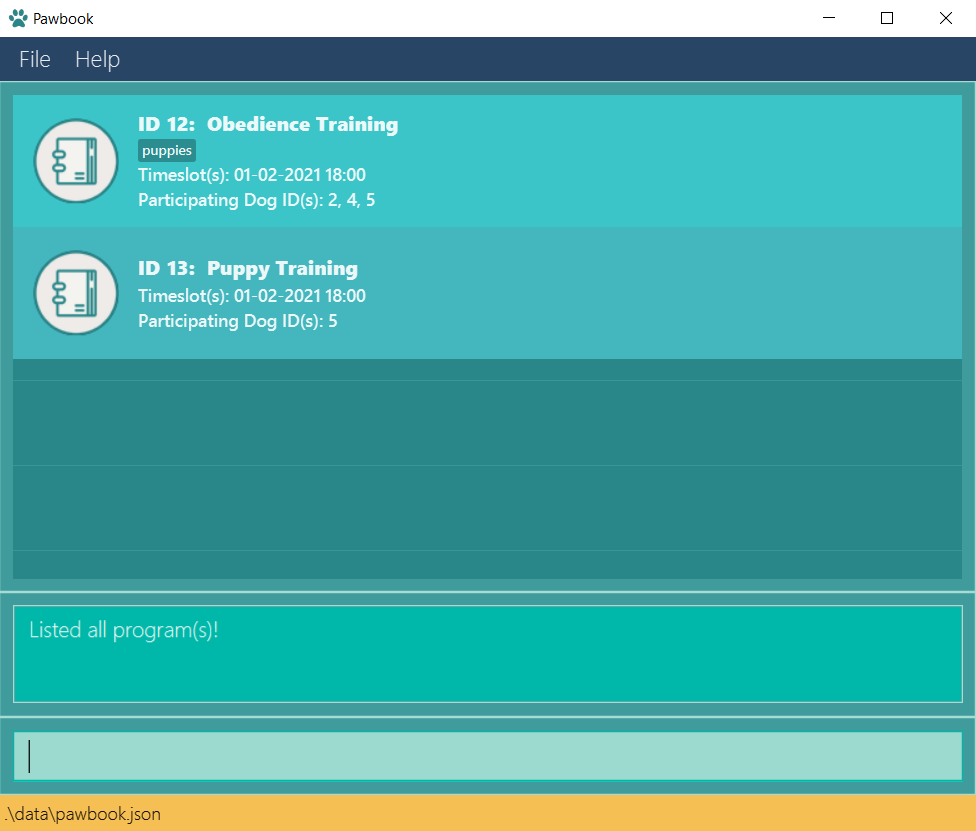 Pawbook
File Help
ID 12: Obedience Training
puppies
Timeslot(s): 01-02-2021 18:00
Participating Dog ID(s): 2, 4, 5
ID 13: Puppy Training
Timeslot(s): 01-02-2021 18:00
Participating Dog ID(s): 5
Listed all program(s)!
.\data\pawbook.json